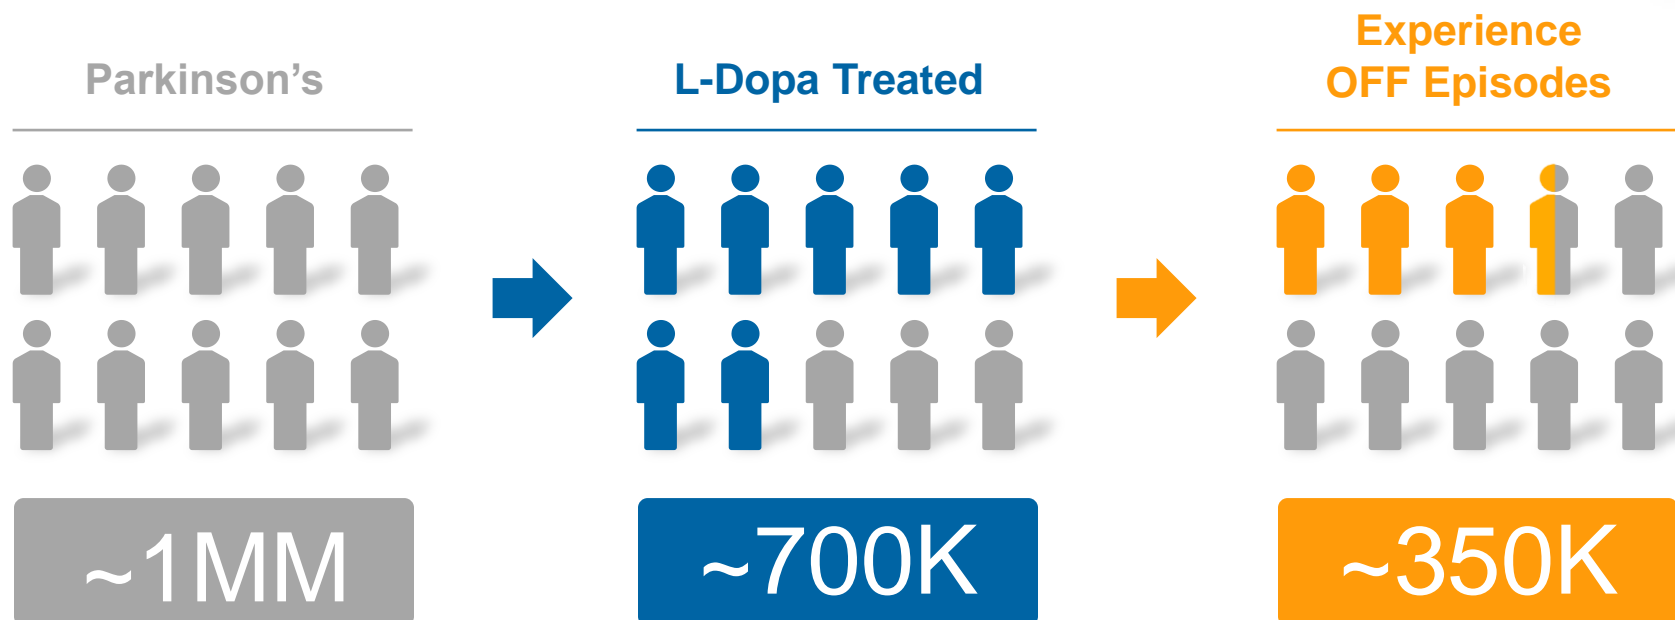 Parkinson’s
~1MM
L-Dopa Treated
~700K
Experience
OFF Episodes
~350K